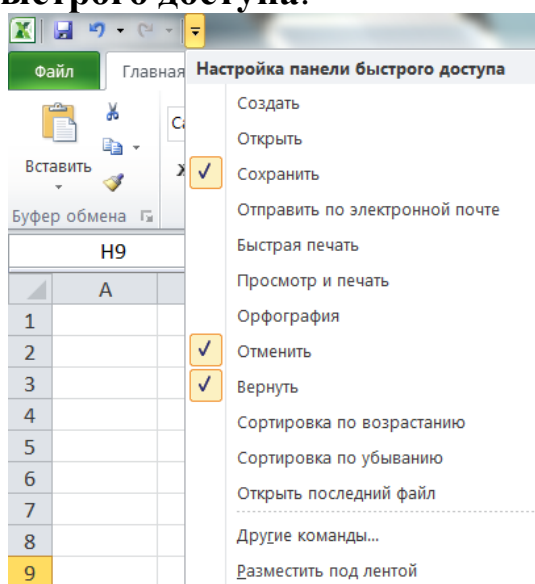 ыстрого доступа.
Файл Главная
Настройка панели быстрого доступа
Создать
Открыть
Вставить
Сохранить
Буфер обмена
Отправить по электронной почте
H9
Быстрая печать
A
Просмотр и печать
1
Орфография
2
Отменить
3
Вернуть
4
Сортировка по возрастанию
5
Сортировка по убыванию
6
Открыть последний файл
7
8
Другие команды...
9
Разместить под лентой